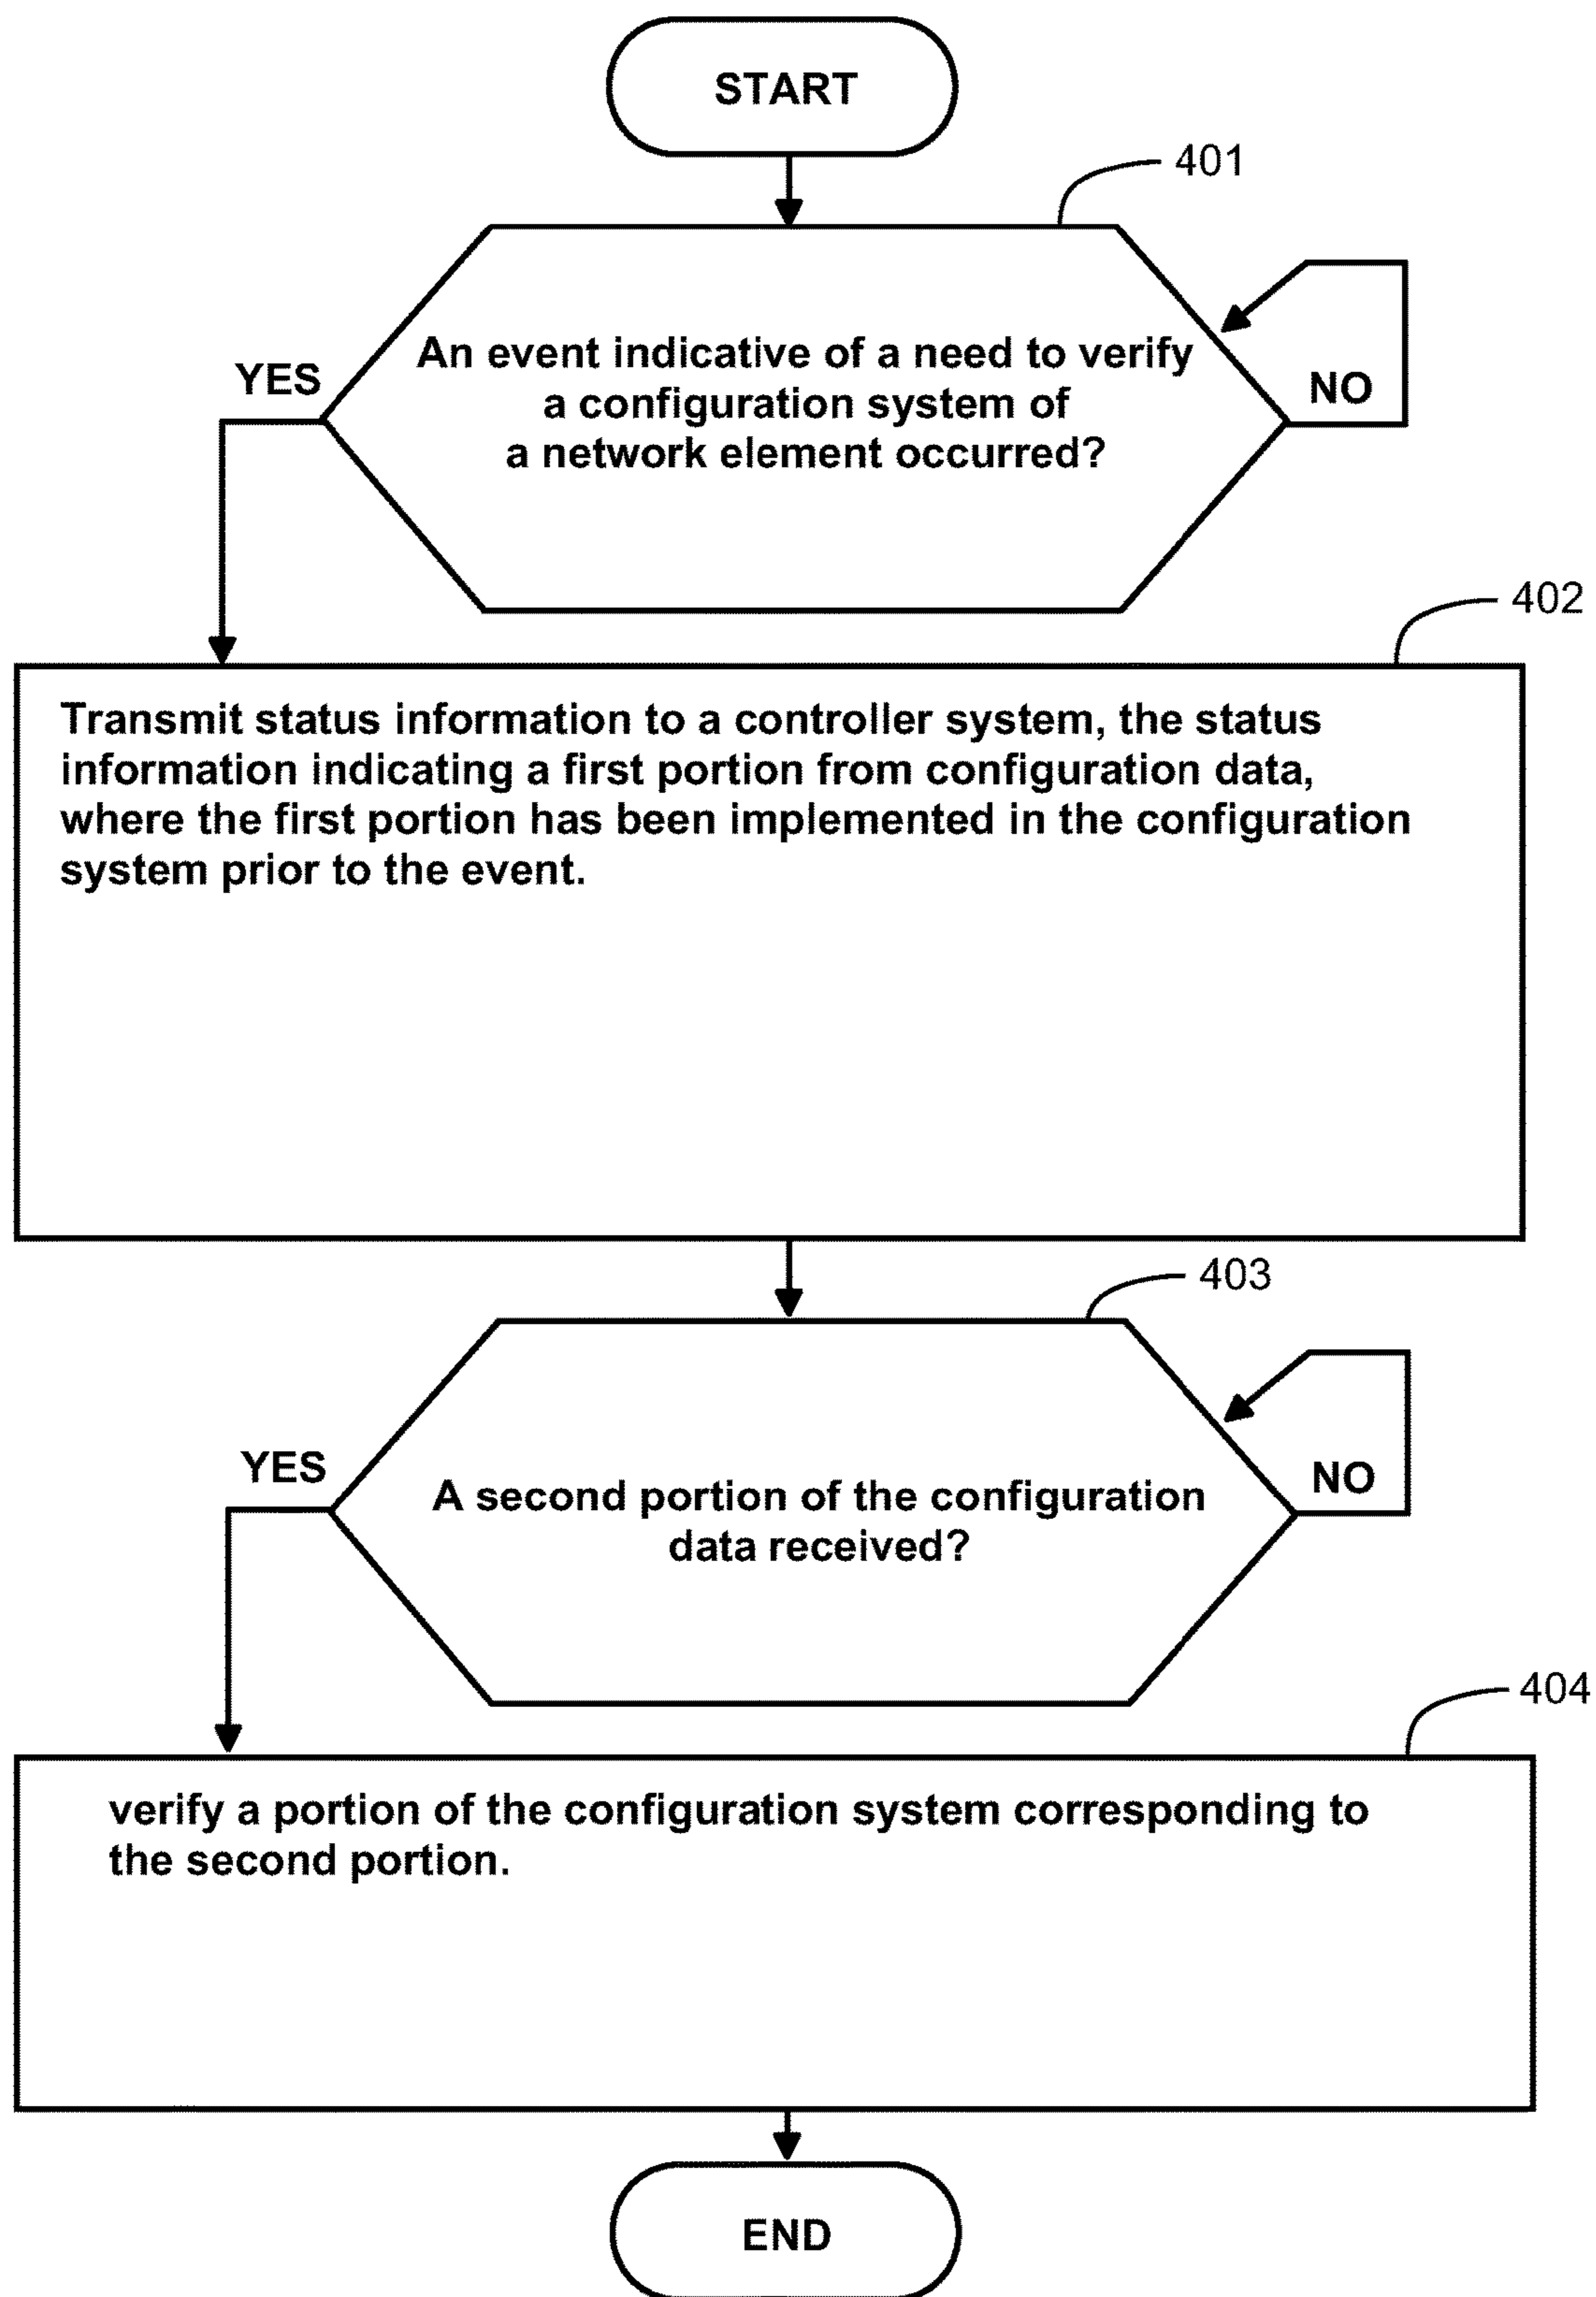 START
401
An event indicative of a need to verify
a configuration system of
a network element occurred?
YES
NO
402
Transmit status information to a controller system, the status
information indicating a first portion from configuration data,
where the first portion has been implemented in the configuration
system prior to the event.
403
YES
A second portion of the configuration
data received?
NO
404
verify a portion of the configuration system corresponding to
the second portion.
END